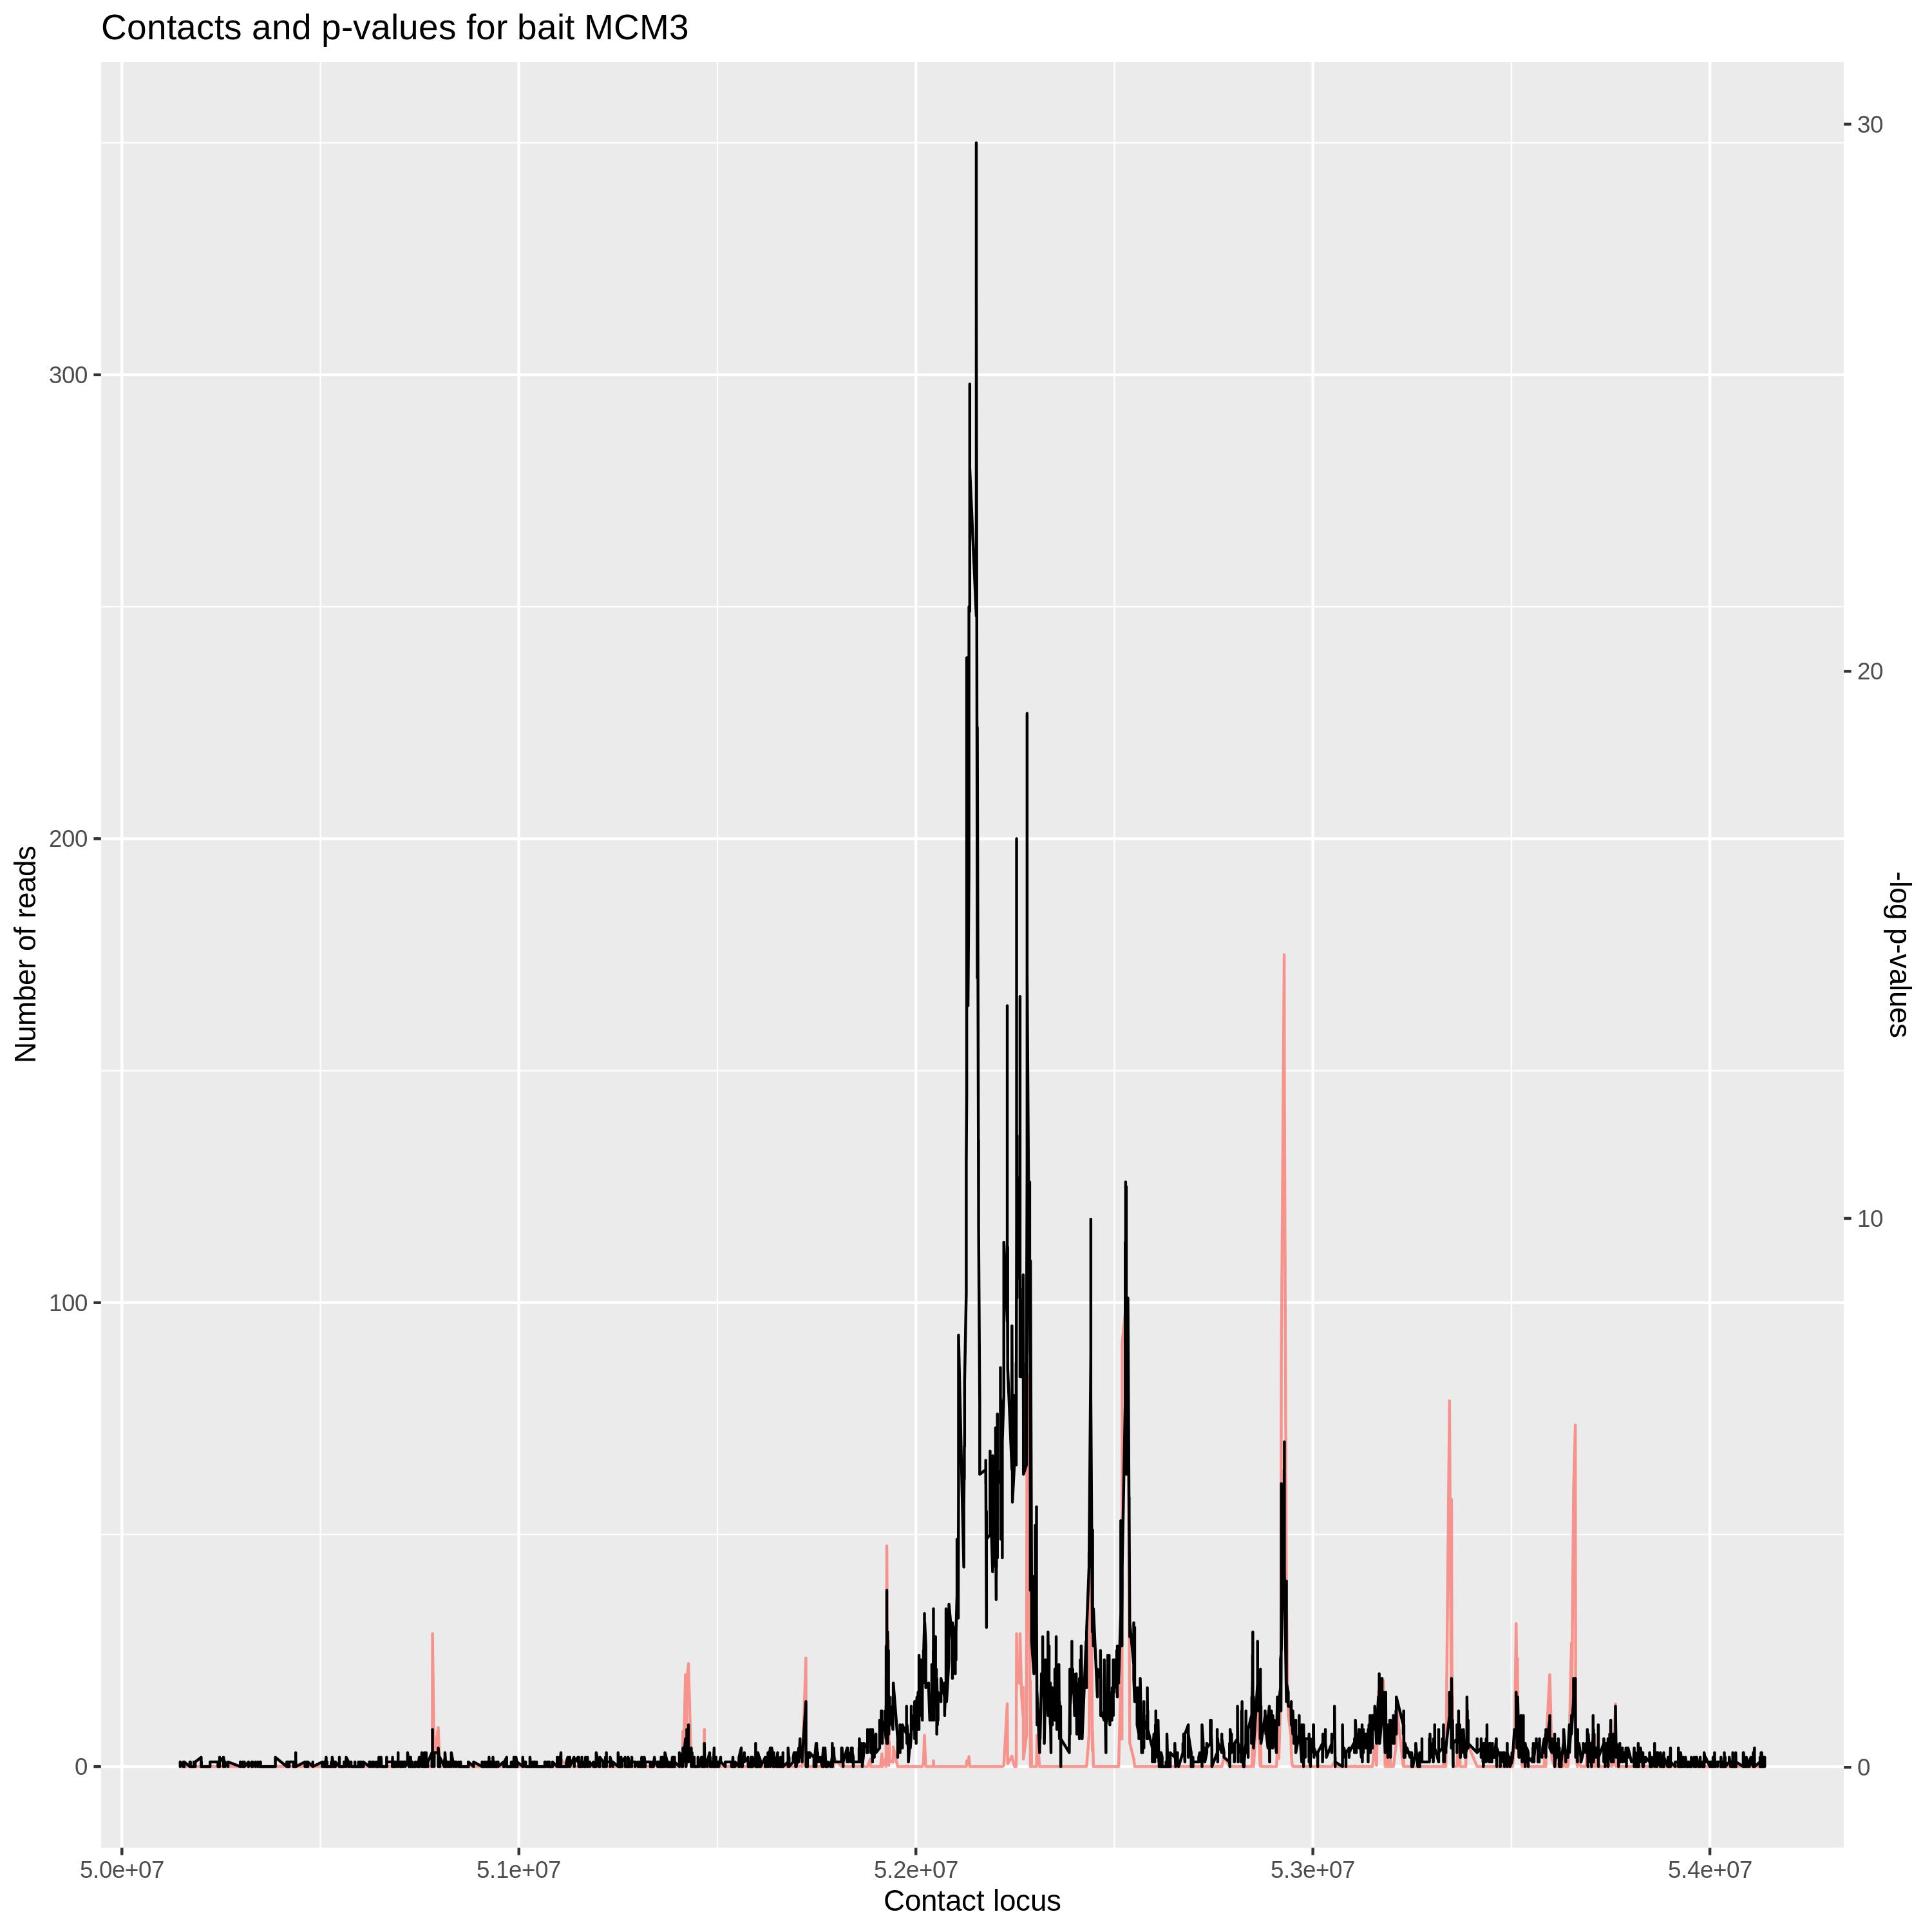 Contacts and p-values for bait MCM3
Number of reads
300
200
100
0
30
20
10
0
-log p-values
5.0e+07
5.1e+07
5.2e+07
5.3e+07
5.4e+07
Contact locus